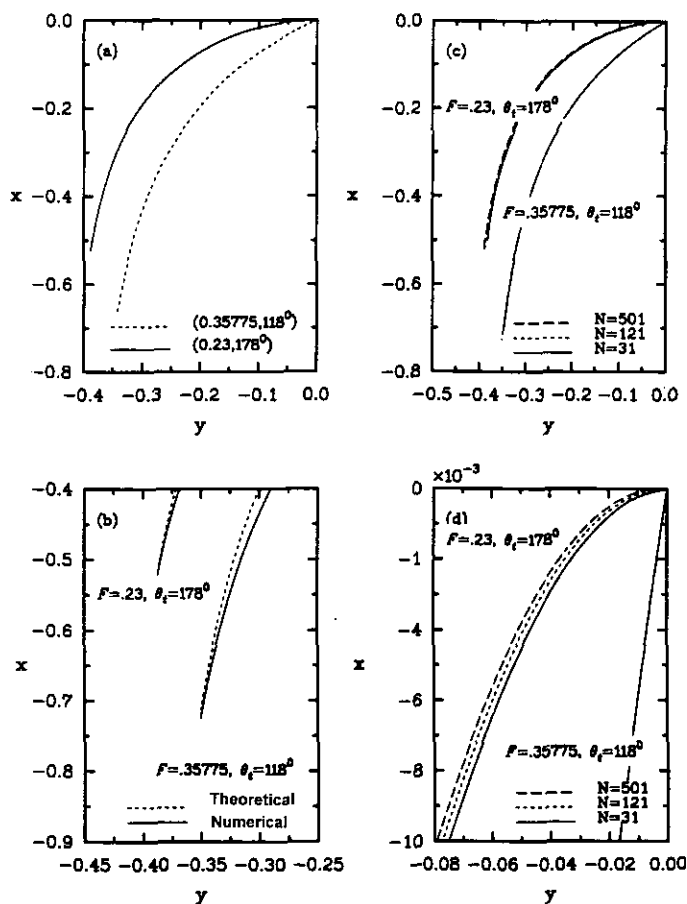 (a)
0.0
−0.2
−0.4
−0.6
−0.8
x
(0.35775,118⁰)
(0.23,178⁰)
−0.4 −0.3 −0.2 −0.1 0.0
y
(c)
0.0
−0.2
−0.4
−0.6
−0.8
x
F=.23, θₜ=178⁰
F=.35775, θₜ=118⁰
N=501
N=121
N=31
−0.5 −0.4 −0.3 −0.2 −0.1 0.0
y
(b)
−0.4
−0.5
−0.6
−0.7
−0.8
−0.9
x
F=.23, θₜ=178⁰
F=.35775, θₜ=118⁰
Theoretical
Numerical
−0.45 −0.40 −0.35 −0.30 −0.25
y
×10⁻³
(d)
0
−1
−4
−6
−9
−10
x
F=.23, θₜ=178⁰
F=.35775, θₜ=118⁰
N=501
N=121
N=31
−0.08 −0.06 −0.04 −0.02 0.00
y